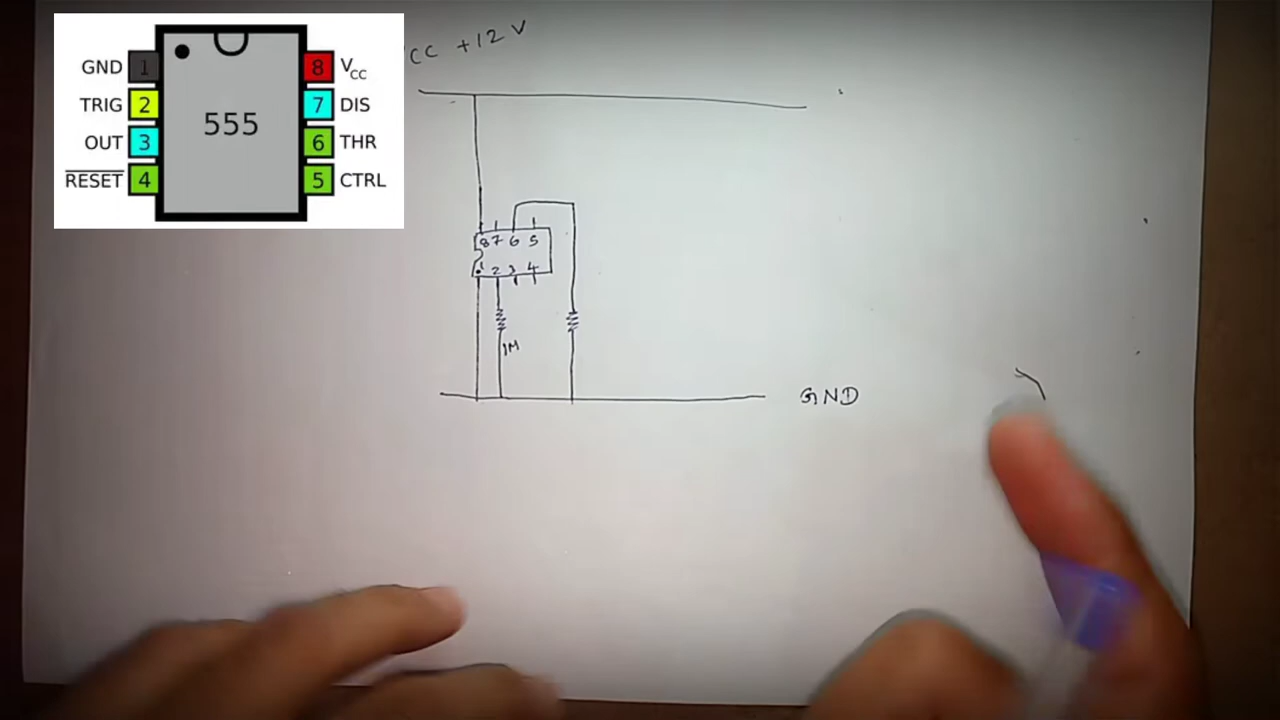 GND 1 8 VCC
TRIG 2 7 DIS
555
OUT 3 6 THR
RESET 4 5 CTRL
CC +12 V
8 7 6 5
1 2 3 4
1M
GND